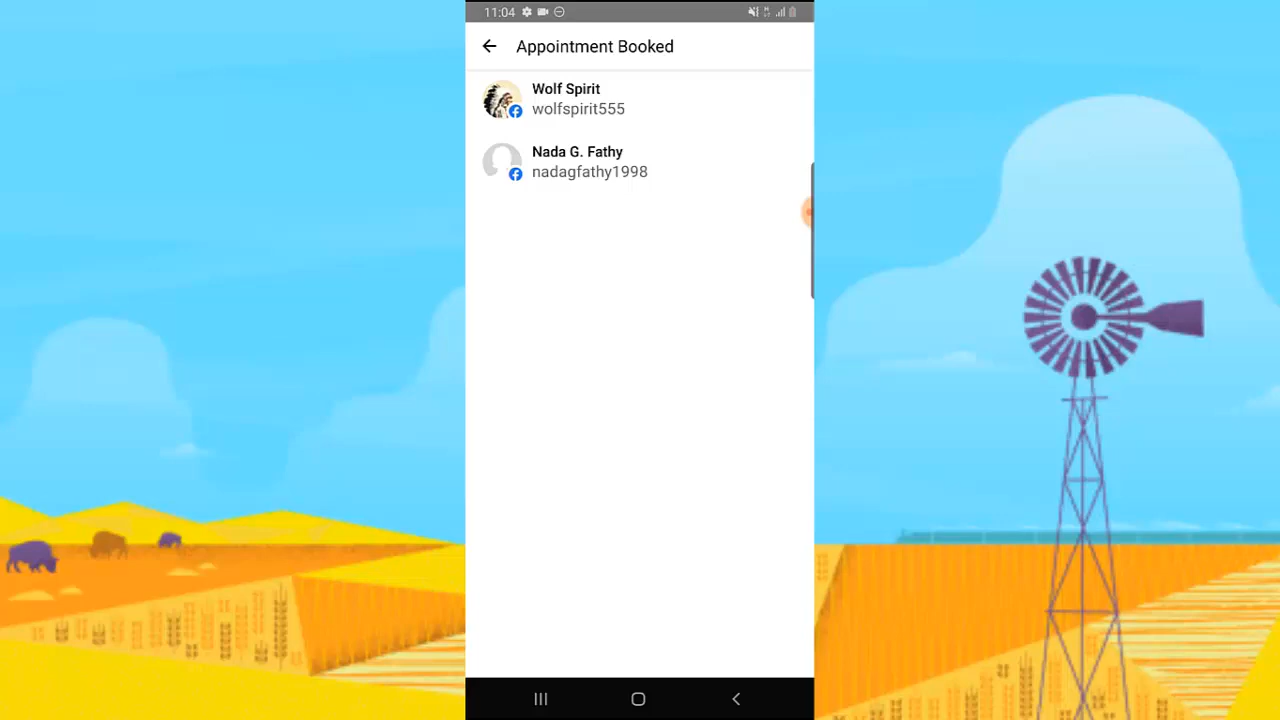 11:04
Appointment Booked
Wolf Spirit
wolfspirit555
Nada G. Fathy
nadagfathy1998